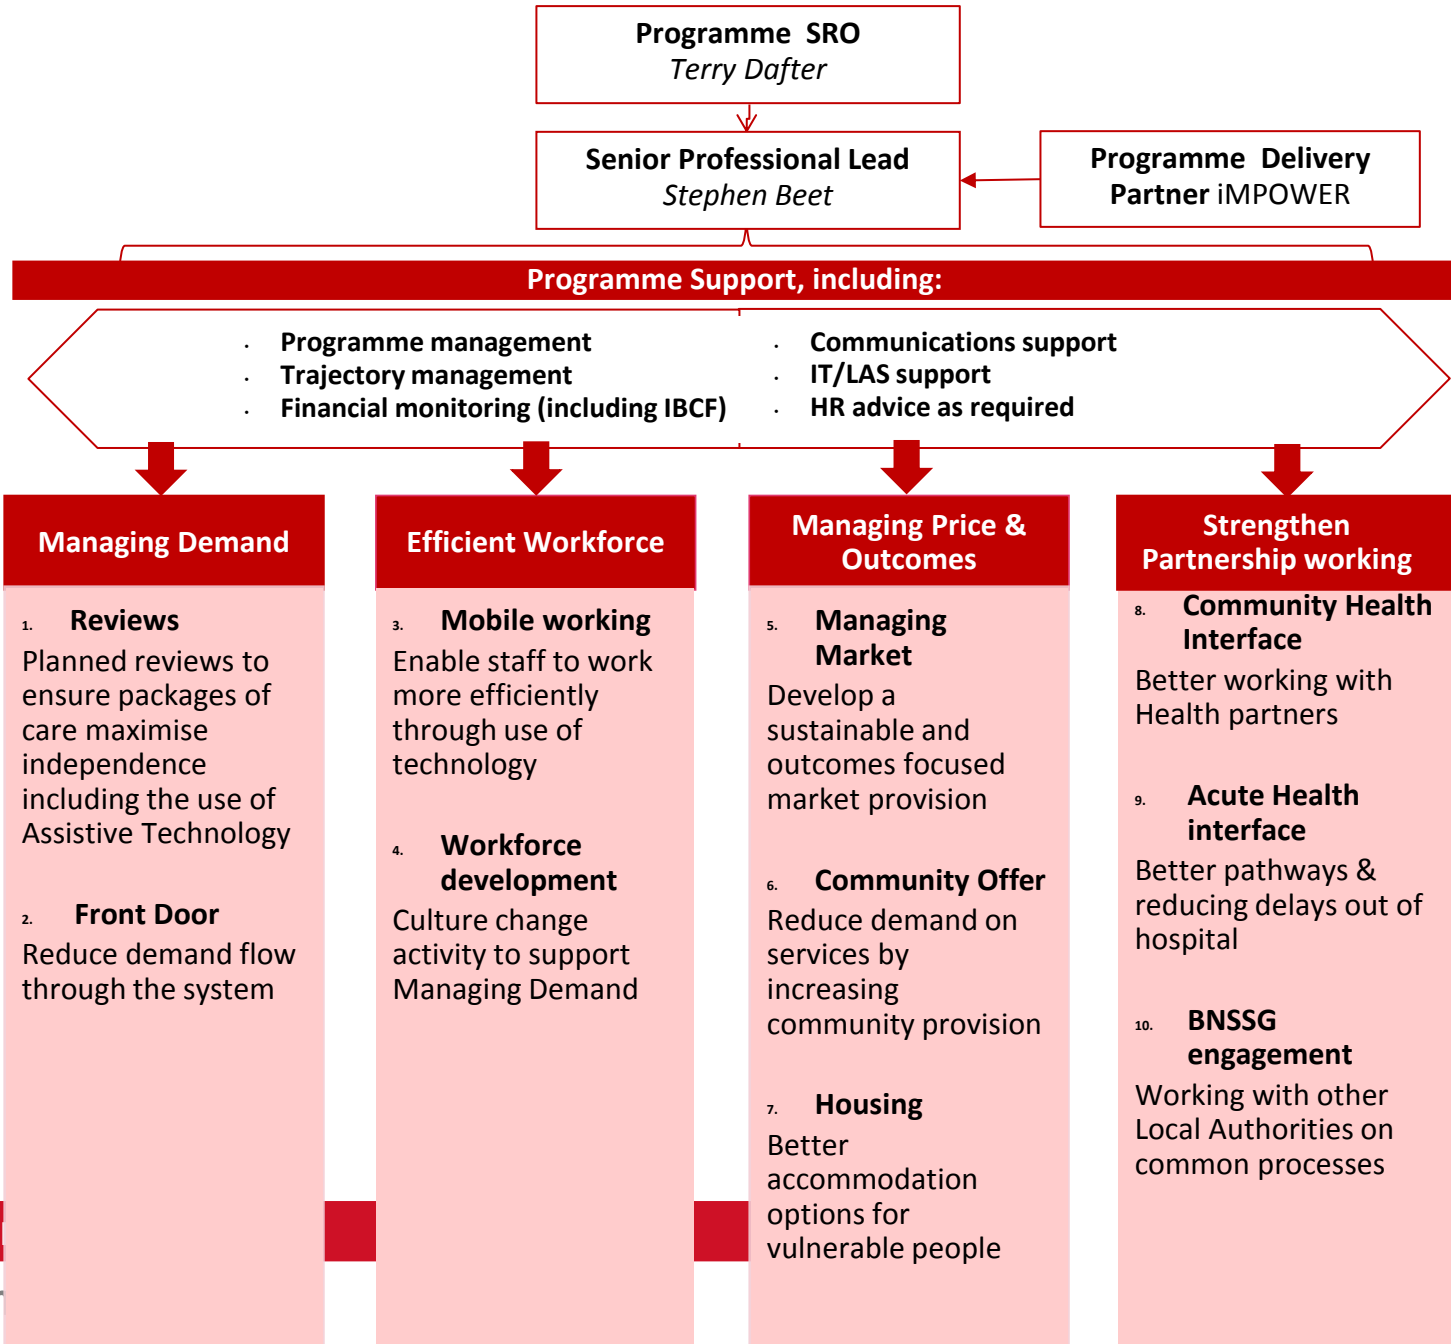 Programme SRO
Terry Dafter
Senior Professional Lead
Stephen Beet
Programme Delivery
Partner iMPOWER
Programme Support, including:
· Programme management
· Trajectory management
· Financial monitoring (including IBCF)
· Communications support
· IT/LAS support
· HR advice as required
Managing Demand
1. Reviews
Planned reviews to
ensure packages of
care maximise
independence
including the use of
Assistive Technology
2. Front Door
Reduce demand flow
through the system
Efficient Workforce
3. Mobile working
Enable staff to work
more efficiently
through use of
technology
4. Workforce
development
Culture change
activity to support
Managing Demand
Managing Price &
Outcomes
5. Managing
Market
Develop a
sustainable and
outcomes focused
market provision
6. Community Offer
Reduce demand on
services by
increasing
community provision
7. Housing
Better
accommodation
options for
vulnerable people
Strengthen
Partnership working
8. Community Health
Interface
Better working with
Health partners
9. Acute Health
interface
Better pathways &
reducing delays out of
hospital
10. BNSSG
engagement
Working with other
Local Authorities on
common processes